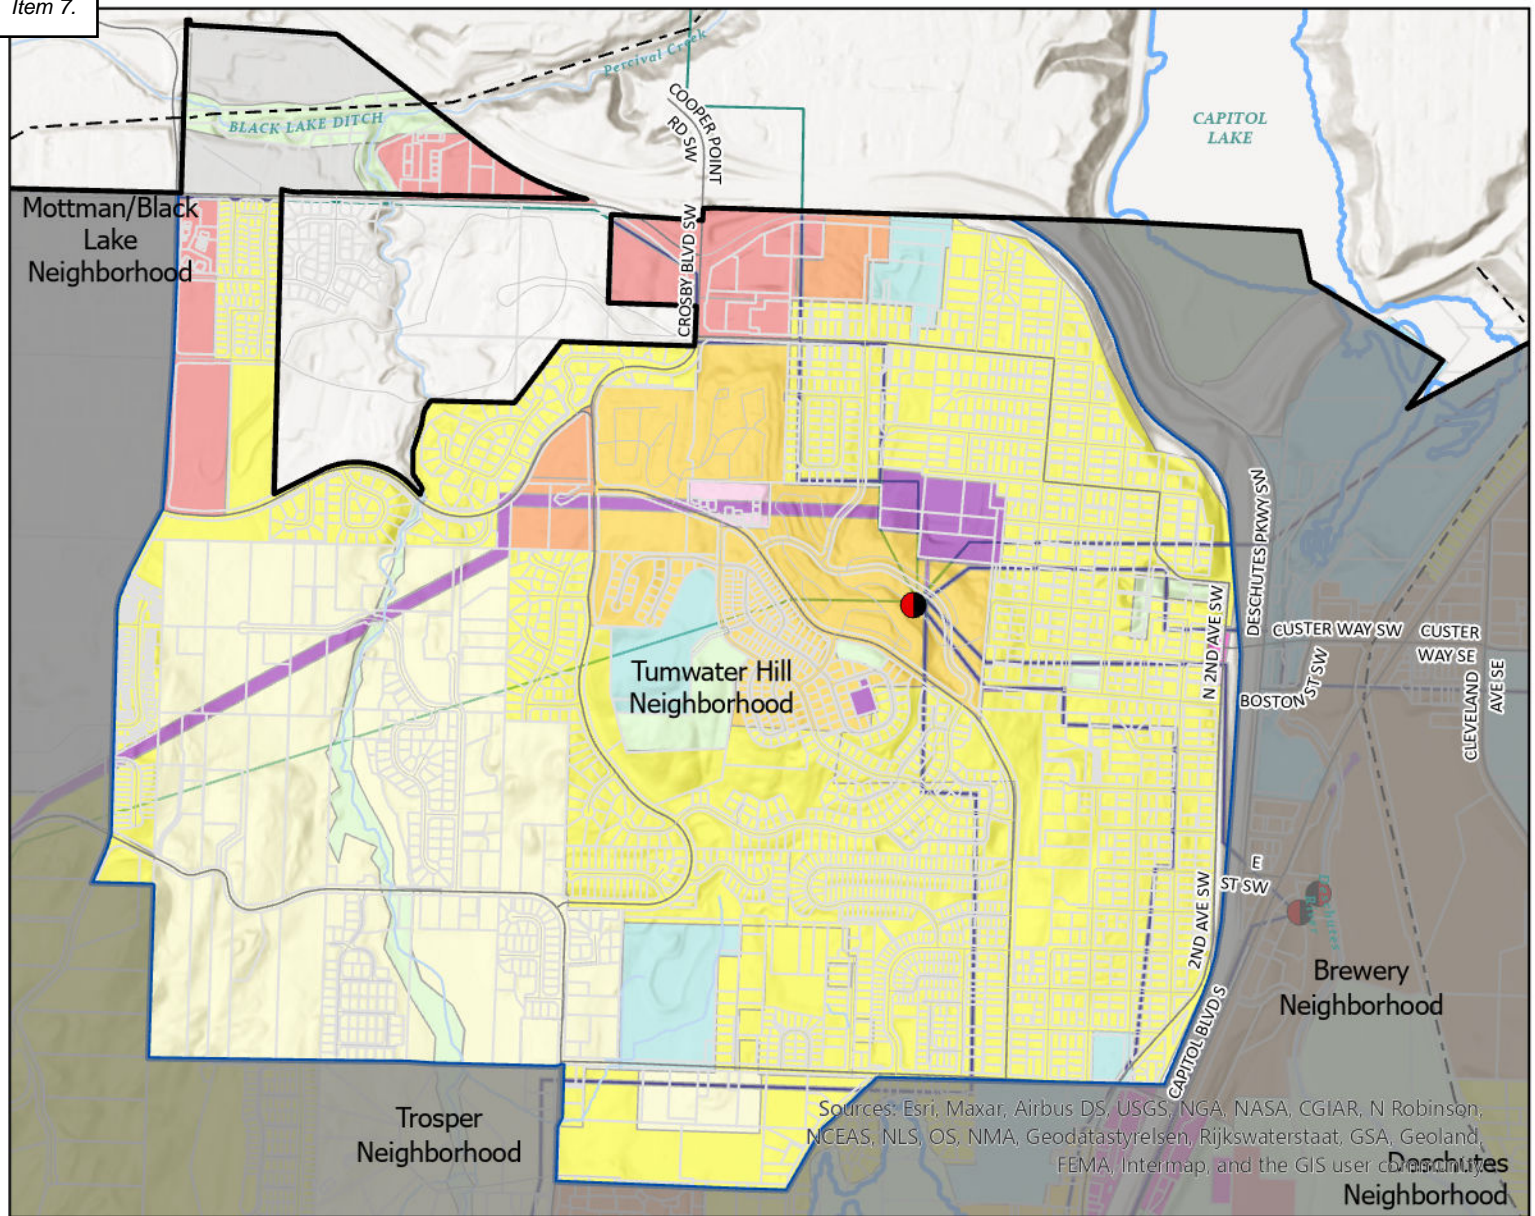 Item 7.
Percival Creek
BLACK LAKE DITCH
COOPER POINT
RD SW
CAPITOL
LAKE
Mottman/Black
Lake
Neighborhood
CROSBY BLVD SW
DESCHUTES PKWY SW
N 2ND AVE SW
CUSTER WAY SW
CUSTER
WAY SE
BOSTON ST SW
CLEVELAND
AVE SE
Tumwater Hill
Neighborhood
E
ST SW
2ND AVE SW
Deschutes
River
Brewery
Neighborhood
CAPITOL BLVD S
Trosper
Neighborhood
Sources: Esri, Maxar, Airbus DS, USGS, NGA, NASA, CGIAR, N Robinson,
NCEAS, NLS, OS, NMA, Geodatastyrelsen, Rijkswaterstaat, GSA, Geoland,
FEMA, Intermap, and the GIS user community
Deschutes
Neighborhood